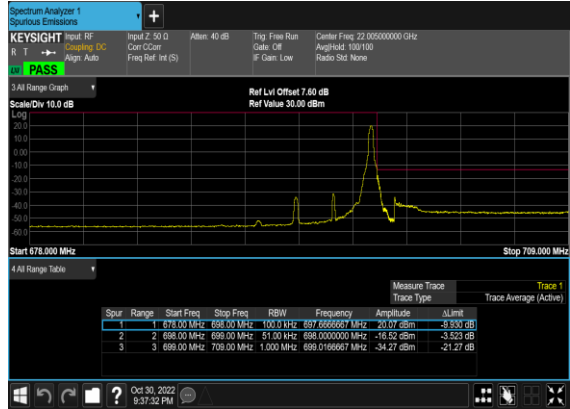 Spectrum Analyzer 1
Spurious Emissions
KEYSIGHT Input: RF Input Z: 50 Ω Atten: 40 dB Trig: Free Run Center Freq: 22.005000000 GHz
R T Coupling: DC Corr CCorr Gate: Off Avg|Hold: 100/100
Align: Auto Freq Ref: Int (S) IF Gain: Low Radio Std: None
PASS
3 All Range Graph
Ref Lvl Offset 7.60 dB
Scale/Div 10.0 dB Ref Value 30.00 dBm
Log
20.0
10.0
0.00
-10.0
-20.0
-30.0
-40.0
-50.0
-60.0
Start 678.000 MHz Stop 709.000 MHz
4 All Range Table
Measure Trace Trace 1
Trace Type Trace Average (Active)
Spur Range Start Freq Stop Freq RBW Frequency Amplitude ΔLimit
1 1 678.00 MHz 698.00 MHz 100.0 kHz 697.6666667 MHz 20.07 dBm -9.930 dB
2 2 698.00 MHz 699.00 MHz 51.00 kHz 698.0000000 MHz -16.52 dBm -3.523 dB
3 3 699.00 MHz 709.00 MHz 1.000 MHz 699.0166667 MHz -34.27 dBm -21.27 dB
? Oct 30, 2022
9:37:32 PM